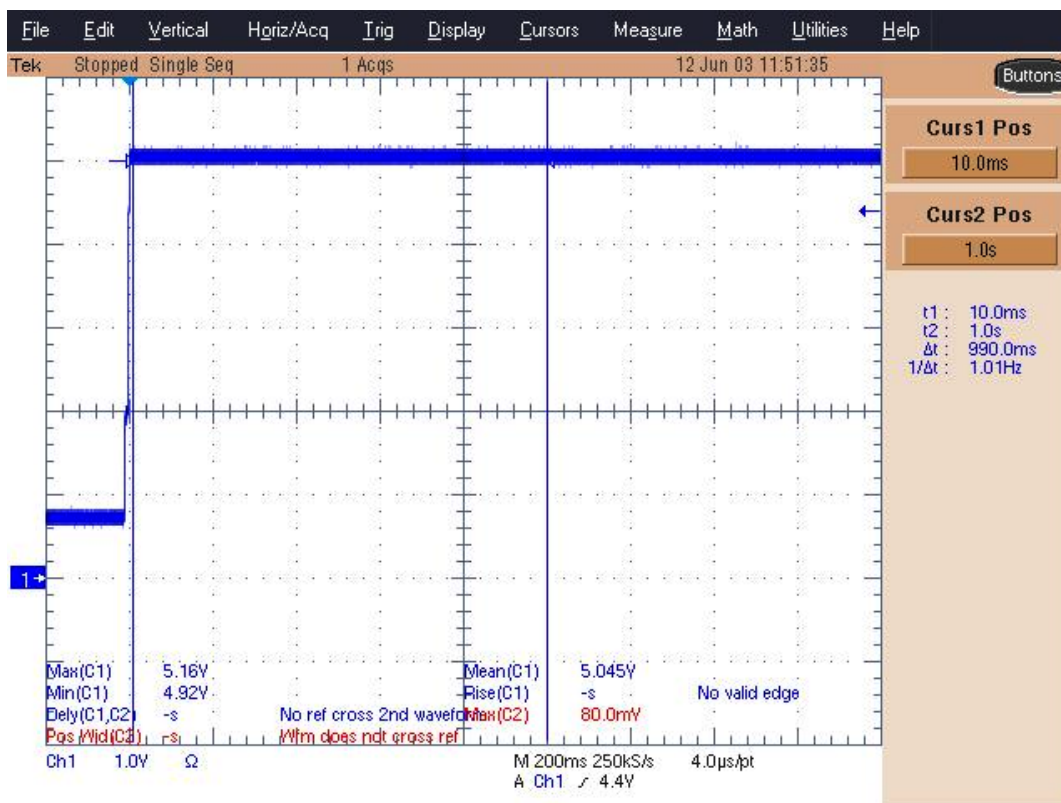 File Edit Vertical Horiz/Acq Trig Display Cursors Measure Math Utilities Help
Tek Stopped Single Seq 1 Acqs 12 Jun 03 11:51:35
Buttons
Curs1 Pos
10.0ms
Curs2 Pos
1.0s
t1 : 10.0ms
t2 : 1.0s
Δt : 990.0ms
1/Δt : 1.01Hz
1
Max(C1) 5.16V Mean(C1) 5.045V
Min(C1) 4.92V Rise(C1) -s No valid edge
Dely(C1,C2) -s No ref cross 2nd waveform Max(C2) 80.0mV
Pos Wid(C2) -s Wfm does not cross ref
Ch1 1.0V Ω M 200ms 250kS/s 4.0µs/pt
A Ch1 4.4V